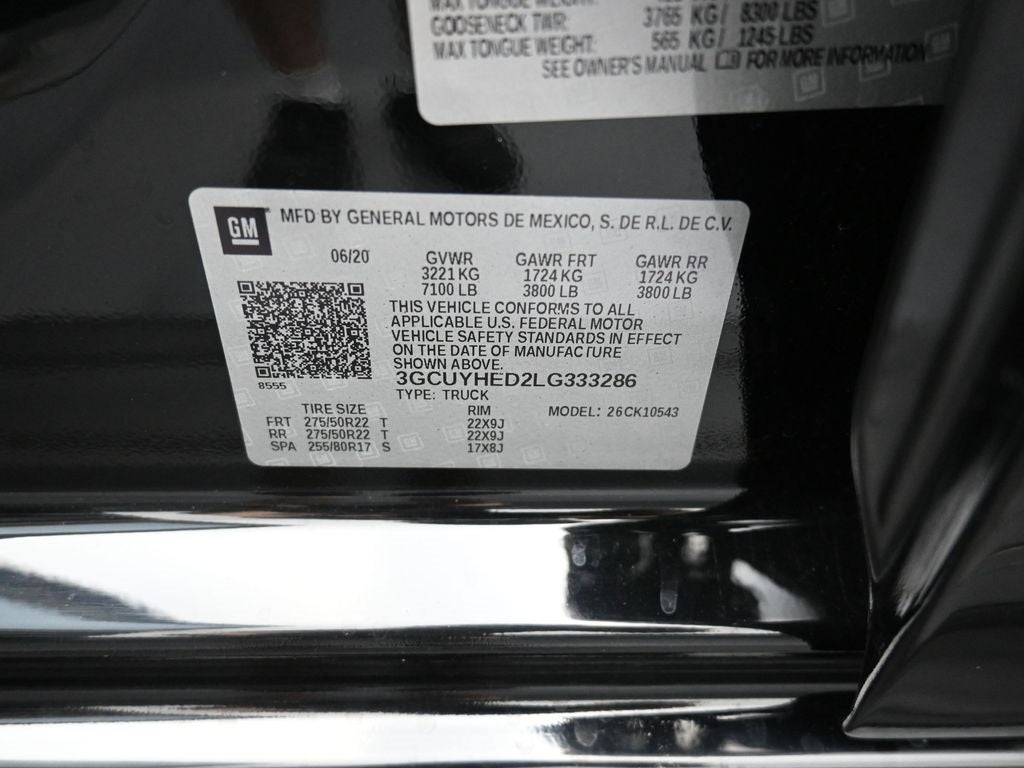 MAX TONGUE WEIGHT:
GOOSENECK TWR: 3765 KG / 8300 LBS
MAX TONGUE WEIGHT: 565 KG / 1245 LBS
SEE OWNER'S MANUAL FOR MORE INFORMATION
GM MFD BY GENERAL MOTORS DE MEXICO, S. DE R.L. DE C.V.
06/20 GVWR GAWR FRT GAWR RR
3221 KG 1724 KG 1724 KG
7100 LB 3800 LB 3800 LB
THIS VEHICLE CONFORMS TO ALL
APPLICABLE U.S. FEDERAL MOTOR
VEHICLE SAFETY STANDARDS IN EFFECT
ON THE DATE OF MANUFACTURE
SHOWN ABOVE.
8555 3GCUYHED2LG333286
TYPE: TRUCK
TIRE SIZE RIM MODEL: 26CK10543
FRT 275/50R22 T 22X9J
RR 275/50R22 T 22X9J
SPA 255/80R17 S 17X8J